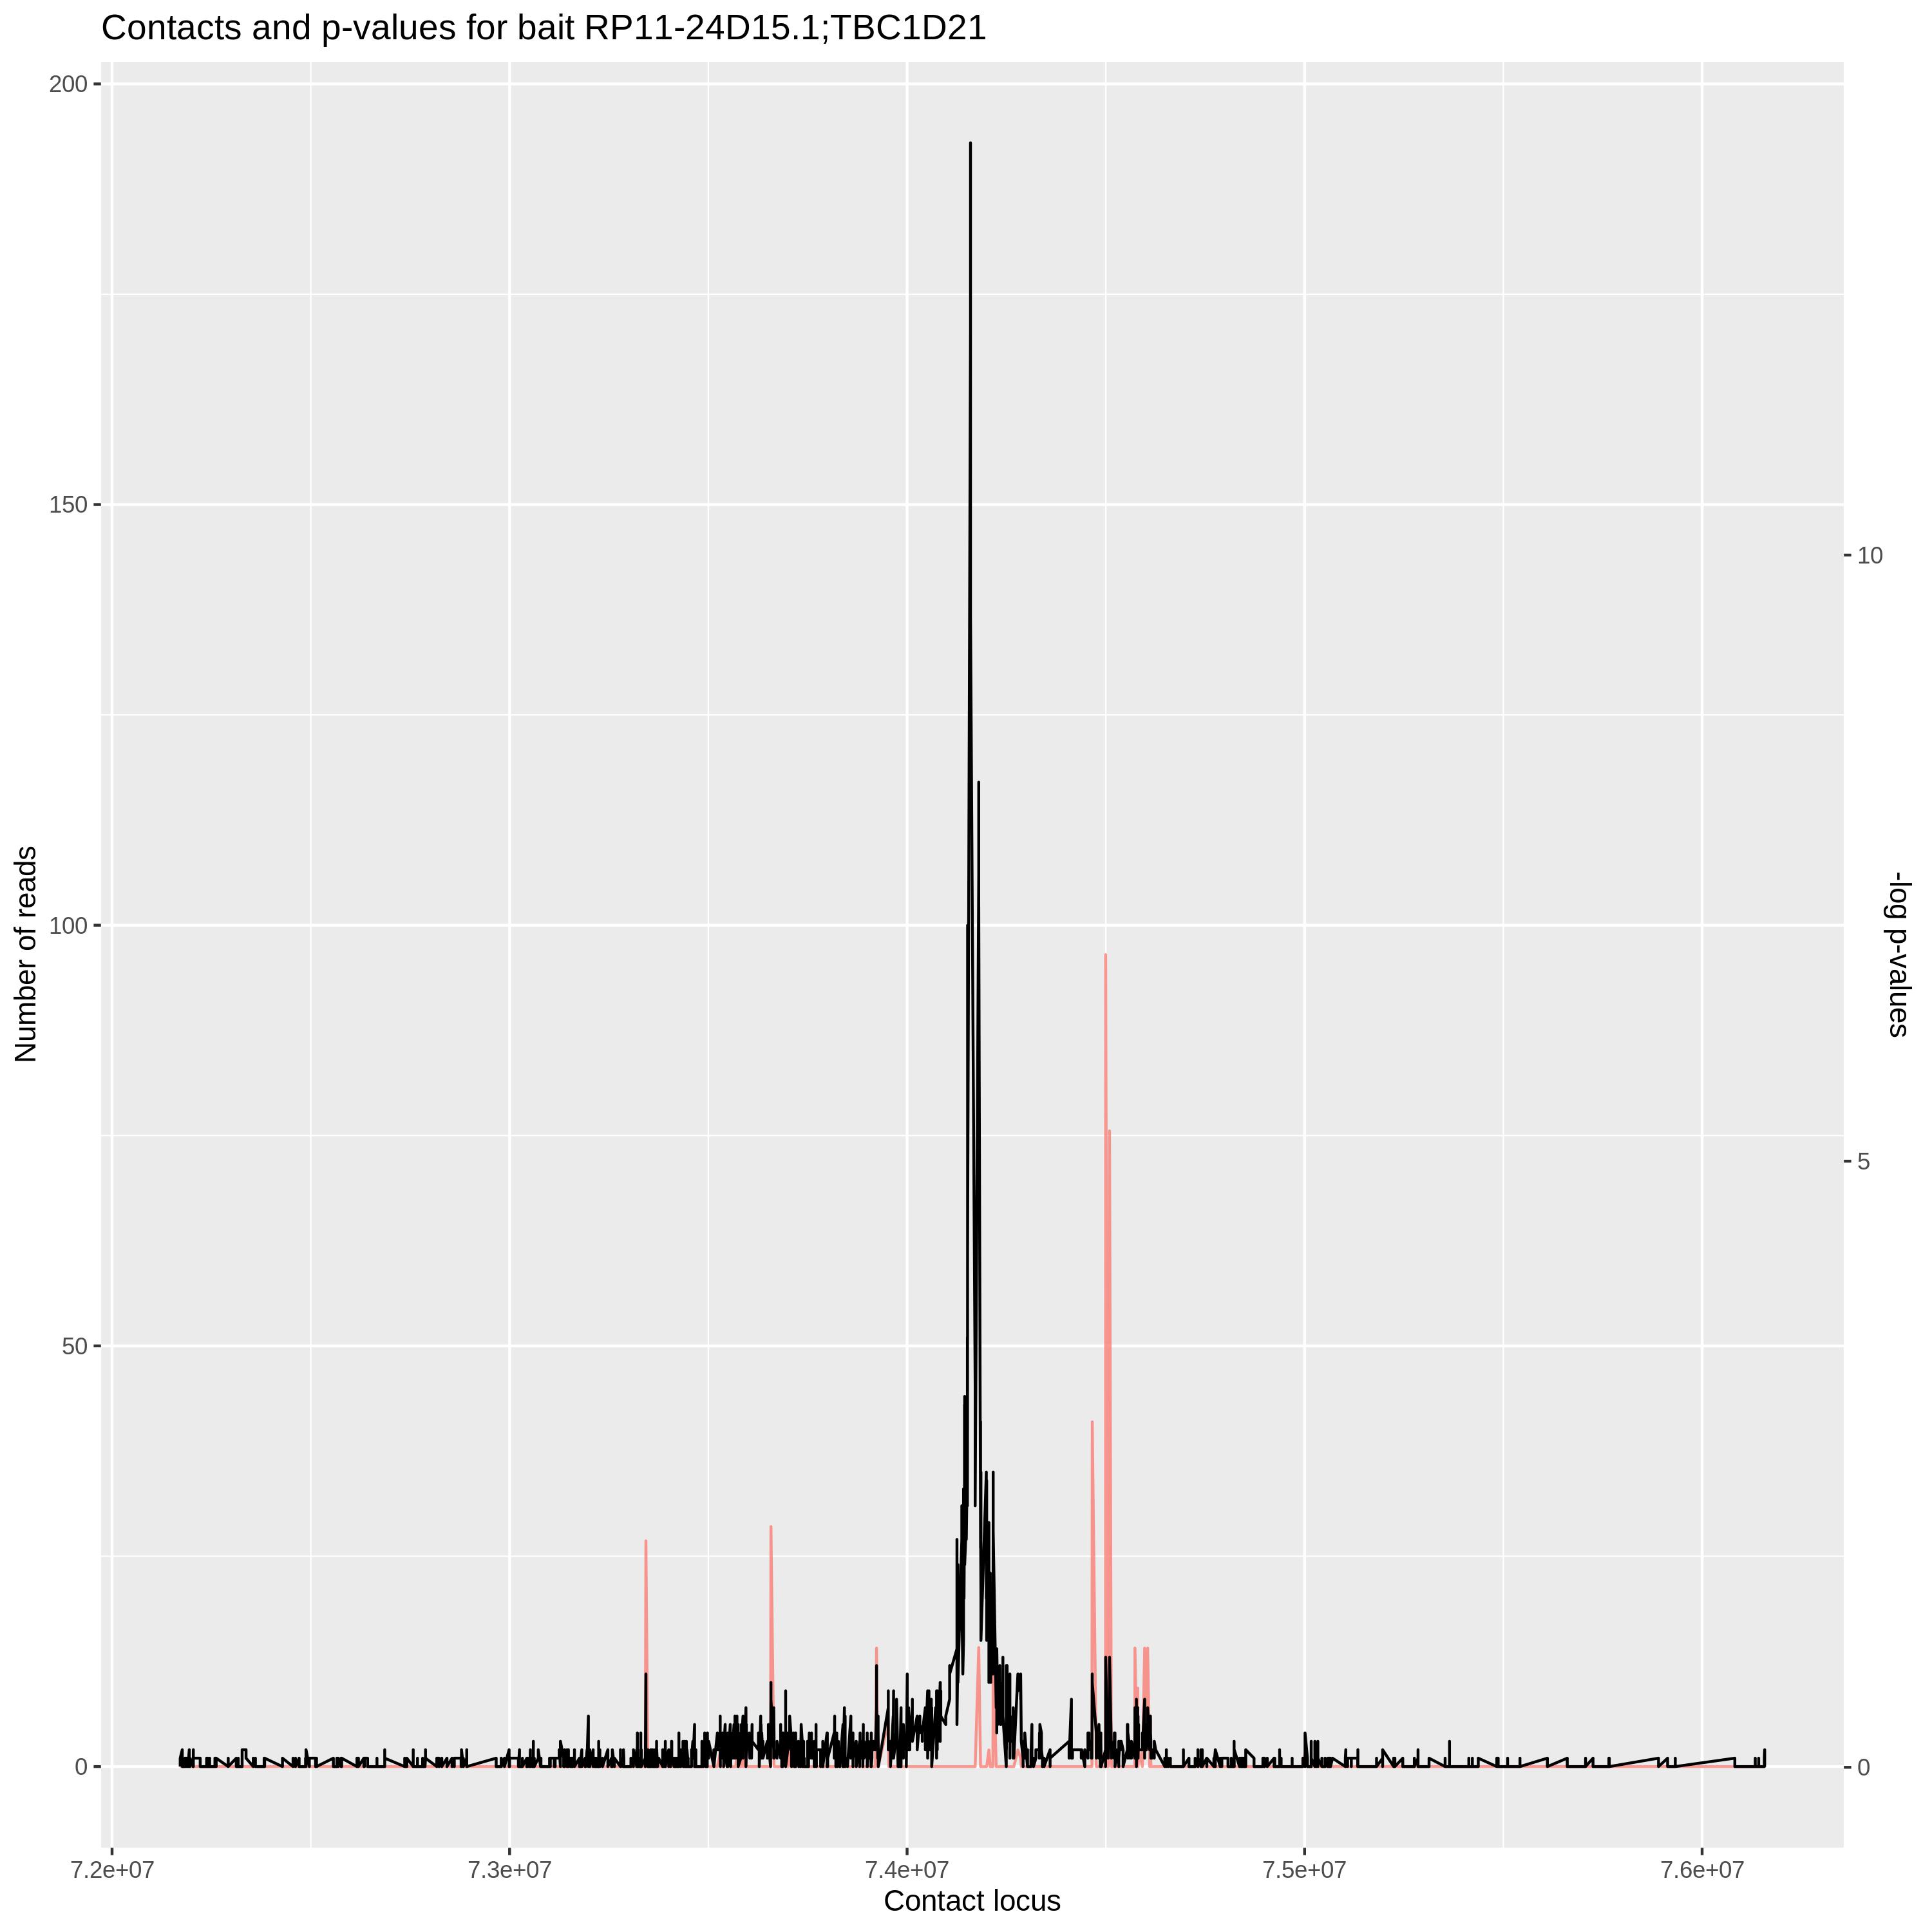 Contacts and p-values for bait RP11-24D15.1;TBC1D21
200
150
100
50
0
Number of reads
10
5
0
-log p-values
7.2e+07
7.3e+07
7.4e+07
7.5e+07
7.6e+07
Contact locus